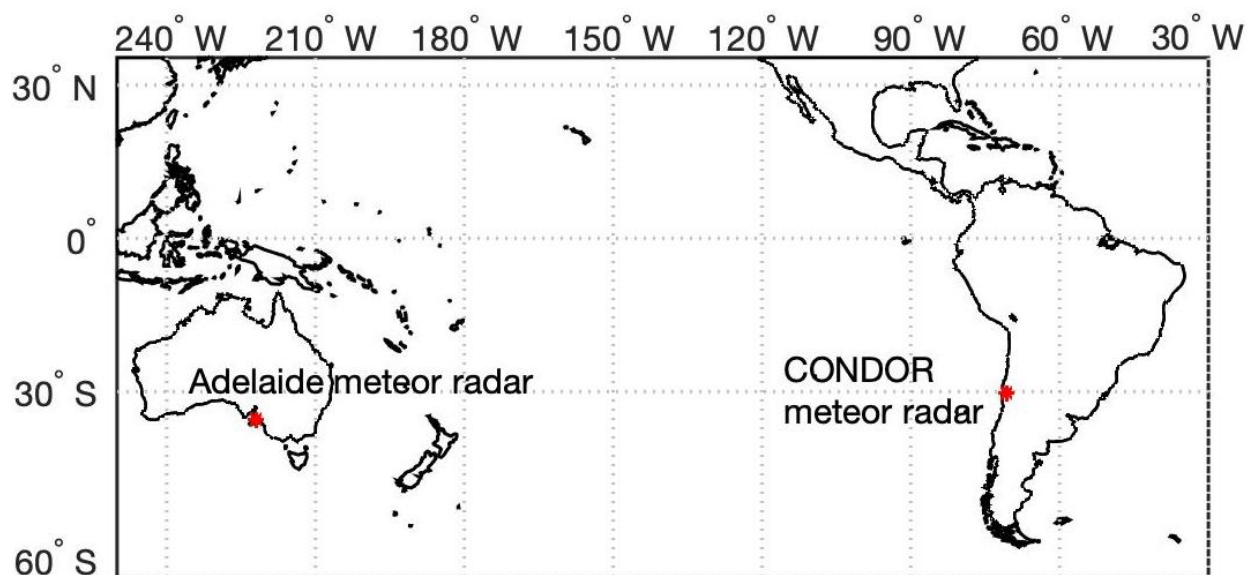 240° W 210° W 180° W 150° W 120° W 90° W 60° W 30° W
30° N
0°
30° S
60° S
Adelaide meteor radar
CONDOR
meteor radar